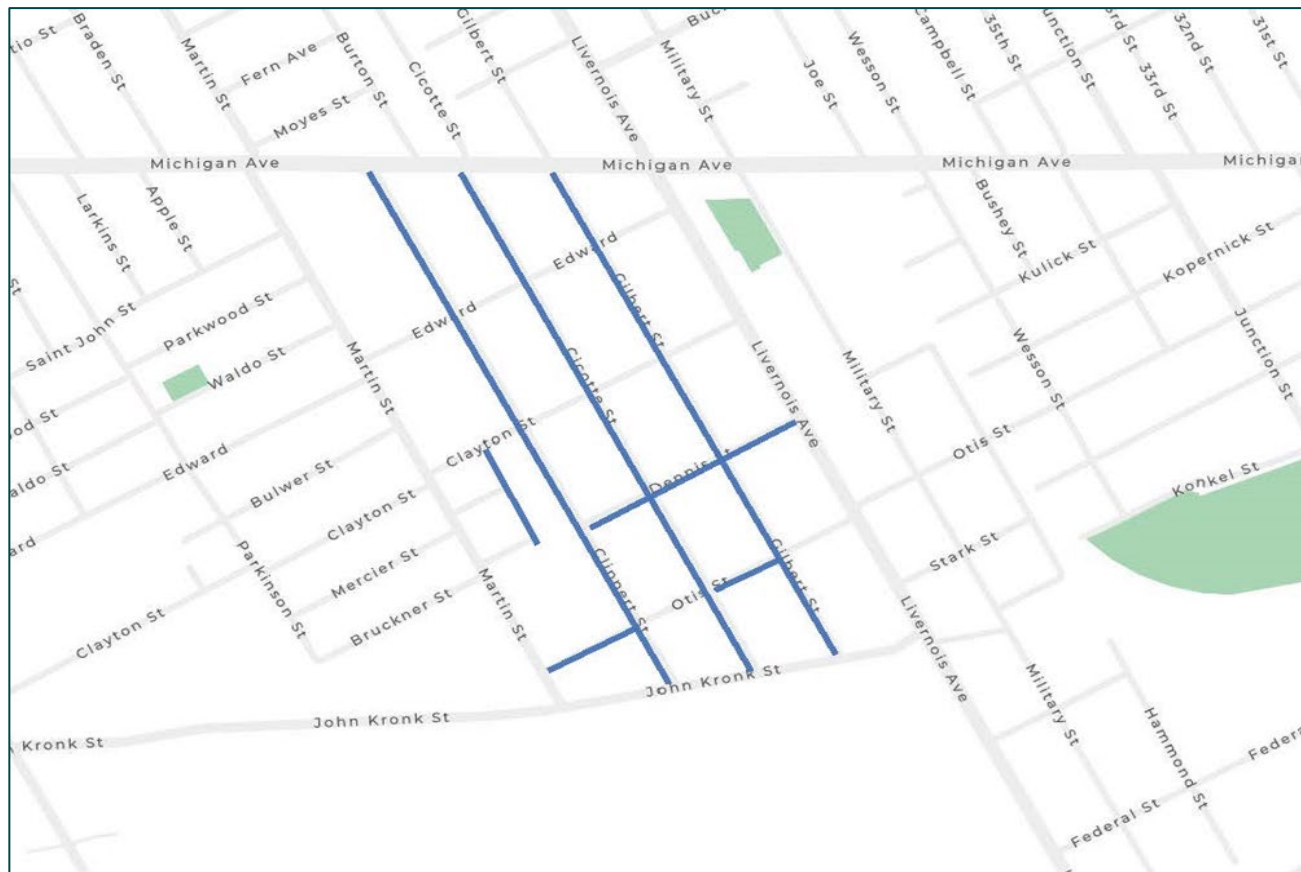 Braden St
Martin St
Fern Ave
Moyes St
Burton St
Cicotte St
Gilbert St
Livernois Ave
Military St
Joe St
Wesson St
Campbell St
35th St
33rd St
32nd St
31st St
Michigan Ave
Michigan Ave
Michigan Ave
Michigan
Larkins St
Apple St
Bushey St
Kulick St
Kopernick St
Edward
Gilbert St
Saint John St
Parkwood St
Waldo St
Edward
Martin St
Cicotte St
Livernois Ave
Military St
Wesson St
Junction St
Clayton St
Otis St
Edward
Bulwer St
Dennis St
Konkel St
Clayton St
Mercier St
Bruckner St
Parkinson St
Martin St
Clippert St
Otis St
Gilbert St
Stark St
Clayton St
Livernois Ave
John Kronk St
John Kronk St
Kronk St
Military St
Hammond St
Federal St